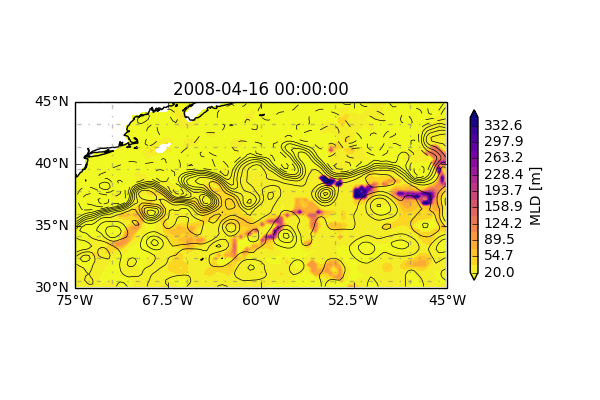 2008-04-16 00:00:00
45°N
40°N
35°N
30°N
75°W
67.5°W
60°W
52.5°W
45°W
332.6
297.9
263.2
228.4
193.7
158.9
124.2
89.5
54.7
20.0
MLD [m]